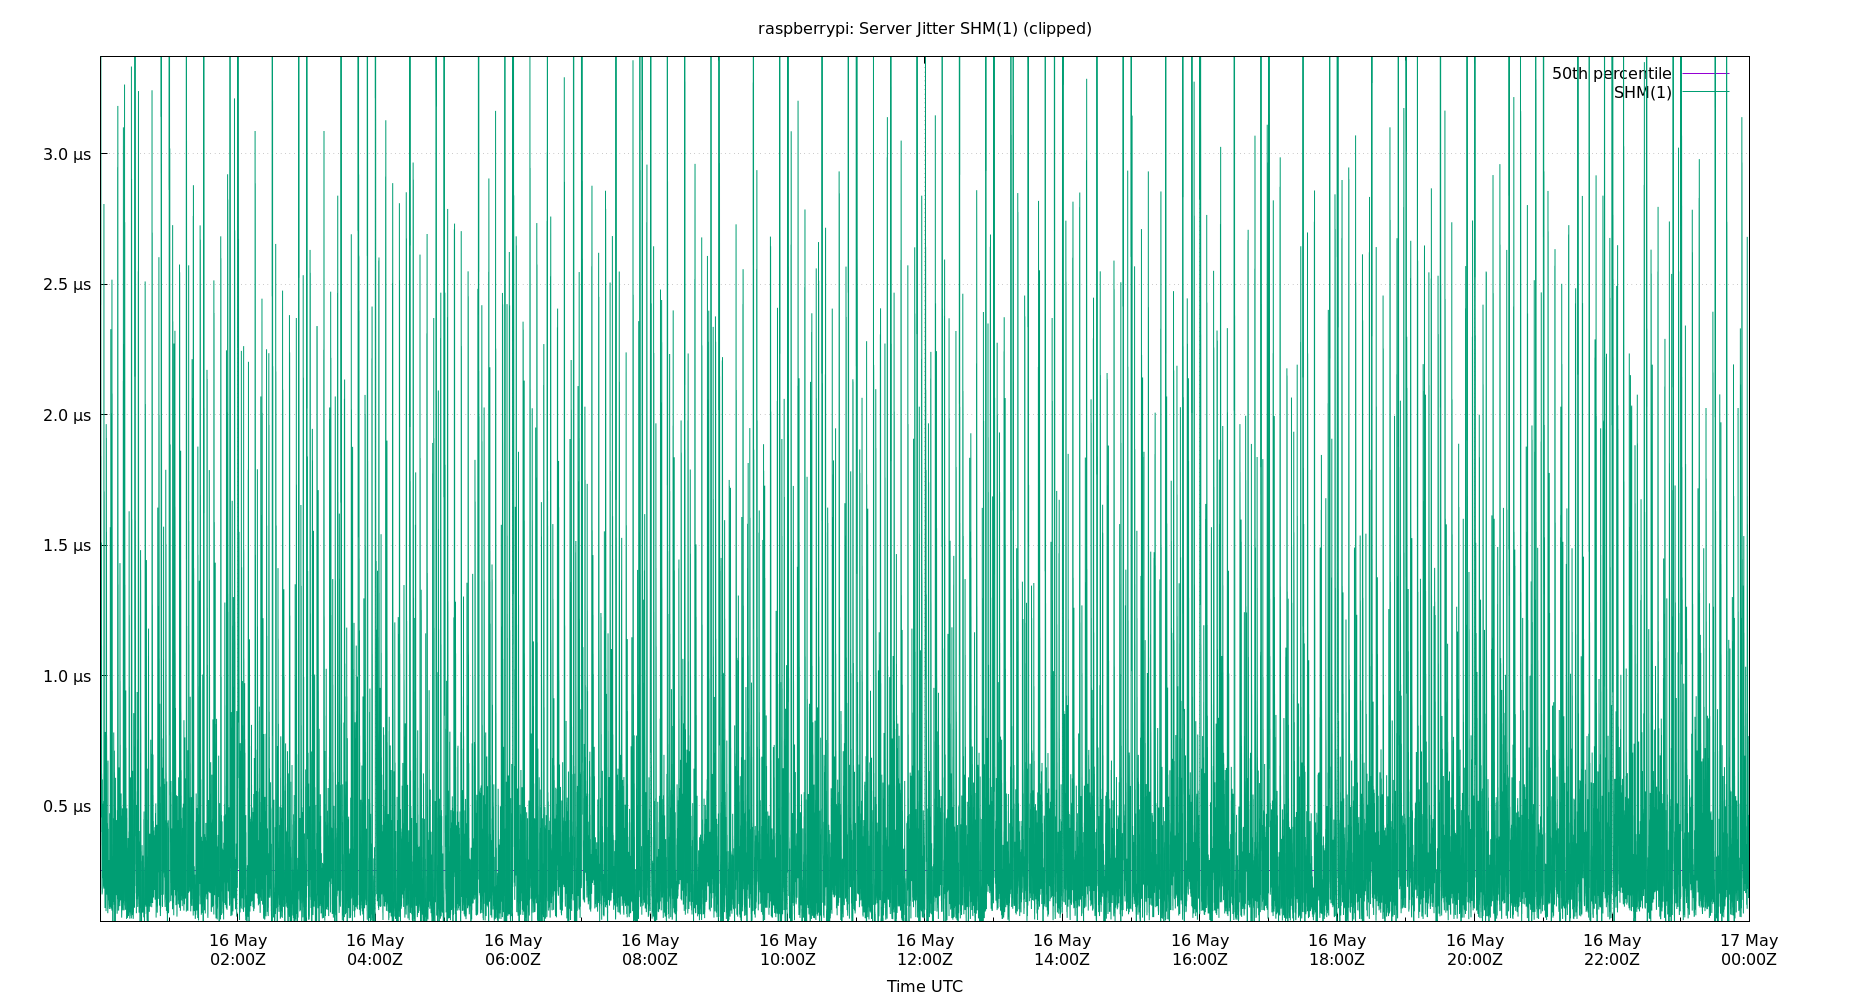 raspberrypi: Server Jitter SHM(1) (clipped)
50th percentile
SHM(1)
3.0 µs
2.5 µs
2.0 µs
1.5 µs
1.0 µs
0.5 µs
16 May 16 May 16 May 16 May 16 May 16 May 16 May 16 May 16 May 16 May 16 May 17 May
02:00Z 04:00Z 06:00Z 08:00Z 10:00Z 12:00Z 14:00Z 16:00Z 18:00Z 20:00Z 22:00Z 00:00Z
Time UTC